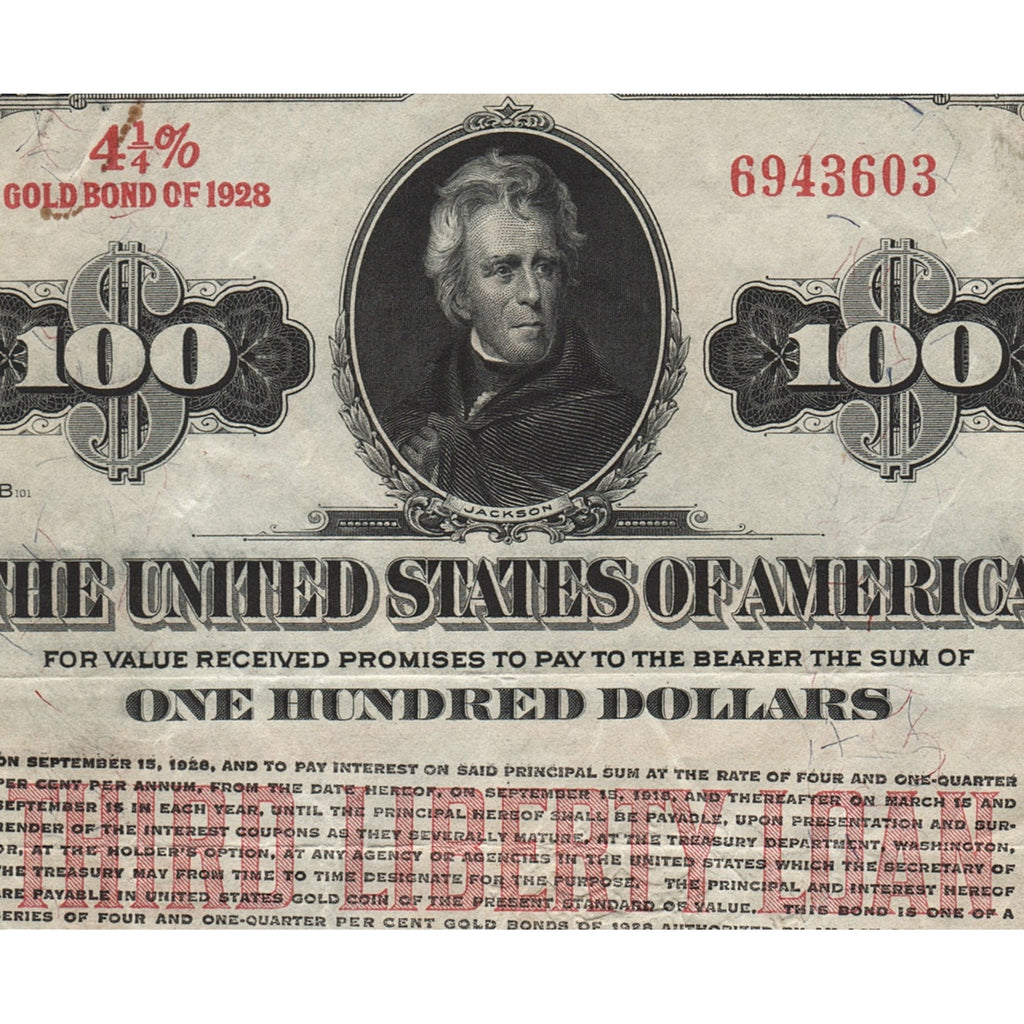 4¼%
GOLD BOND OF 1928
6943603
100
100
B101
JACKSON
THE UNITED STATES OF AMERICA
FOR VALUE RECEIVED PROMISES TO PAY TO THE BEARER THE SUM OF
ONE HUNDRED DOLLARS
ON SEPTEMBER 15, 1928, AND TO PAY INTEREST ON SAID PRINCIPAL SUM AT THE RATE OF FOUR AND ONE-QUARTER
PER CENT PER ANNUM, FROM THE DATE HEREOF, ON SEPTEMBER 15, 1918, AND THEREAFTER ON MARCH 15 AND
SEPTEMBER 15 IN EACH YEAR, UNTIL THE PRINCIPAL HEREOF SHALL BE PAYABLE, UPON PRESENTATION AND SUR-
RENDER OF THE INTEREST COUPONS AS THEY SEVERALLY MATURE, AT THE TREASURY DEPARTMENT, WASHINGTON,
OR, AT THE HOLDER'S OPTION, AT ANY AGENCY OR AGENCIES IN THE UNITED STATES WHICH THE SECRETARY OF
THE TREASURY MAY FROM TIME TO TIME DESIGNATE FOR THE PURPOSE. THE PRINCIPAL AND INTEREST HEREOF
ARE PAYABLE IN UNITED STATES GOLD COIN OF THE PRESENT STANDARD OF VALUE. THIS BOND IS ONE OF A
SERIES OF FOUR AND ONE-QUARTER PER CENT GOLD BONDS OF 1928 AUTHORIZED BY AN ACT
THIRD LIBERTY LOAN